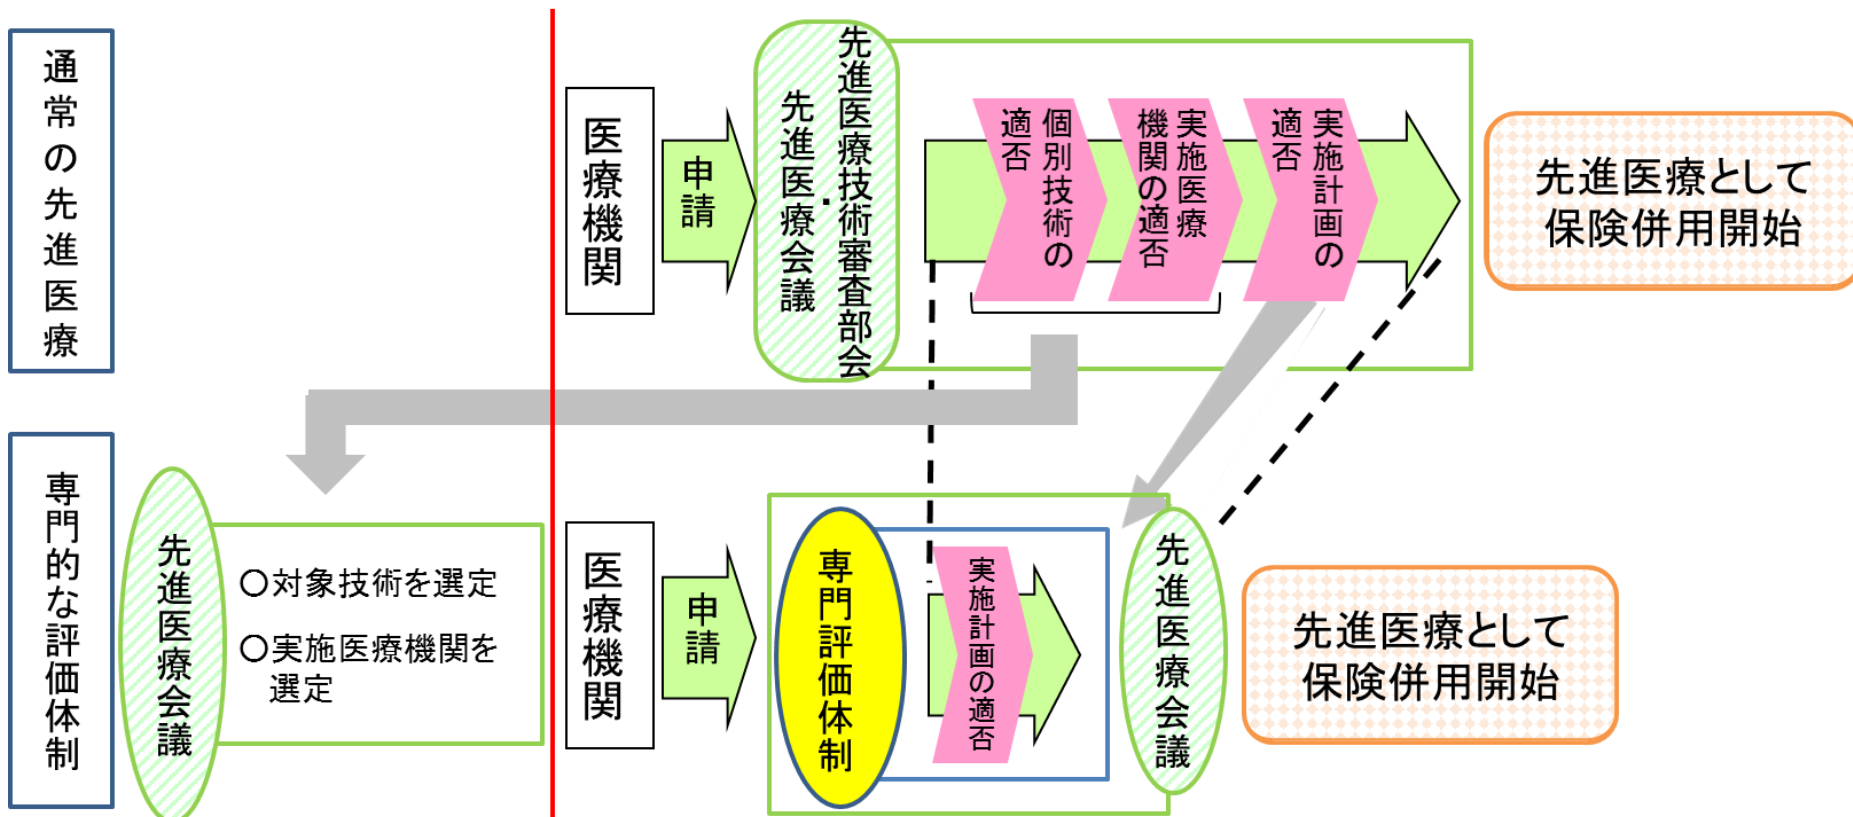 通常の先進医療
医療機関
申請
先進医療技術審査部会
・
先進医療会議
個別技術の
適否
実施医療
機関の適否
実施計画の
適否
先進医療として
保険併用開始
専門的な評価体制
先進医療会議
〇対象技術を選定
〇実施医療機関を
選定
医療機関
申請
専門評価体制
実施計画の適否
先進医療会議
先進医療として
保険併用開始